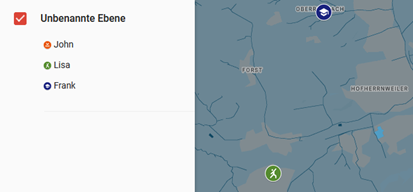 Unbenannte Ebene
John
Lisa
Frank
FORST
HOFHERRNWEILER